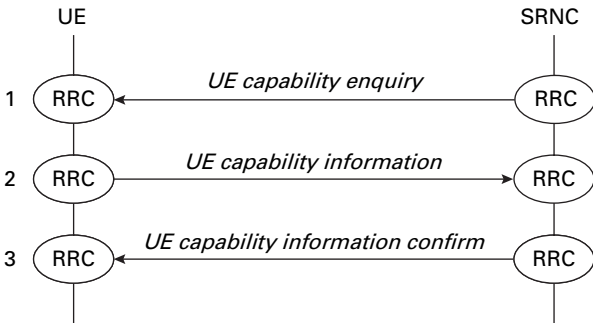 UE SRNC
1 RRC UE capability enquiry RRC
2 RRC UE capability information RRC
3 RRC UE capability information confirm RRC